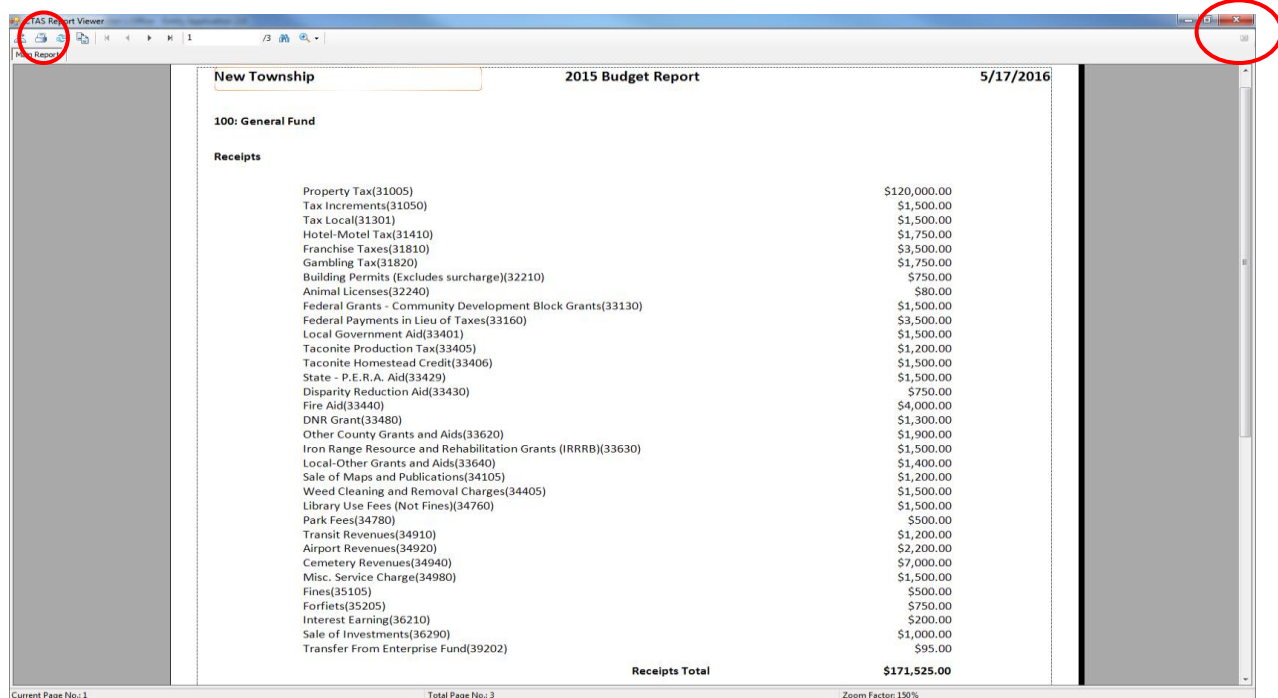 CTAS Report Viewer
1 /3
Main Report
New Township 2015 Budget Report 5/17/2016
100: General Fund
Receipts
Property Tax(31005) $120,000.00
Tax Increments(31050) $1,500.00
Tax Local(31301) $1,500.00
Hotel-Motel Tax(31410) $1,750.00
Franchise Taxes(31810) $3,500.00
Gambling Tax(31820) $1,750.00
Building Permits (Excludes surcharge)(32210) $750.00
Animal Licenses(32240) $80.00
Federal Grants - Community Development Block Grants(33130) $1,500.00
Federal Payments in Lieu of Taxes(33160) $3,500.00
Local Government Aid(33401) $1,500.00
Taconite Production Tax(33405) $1,200.00
Taconite Homestead Credit(33406) $1,500.00
State - P.E.R.A. Aid(33429) $1,500.00
Disparity Reduction Aid(33430) $750.00
Fire Aid(33440) $4,000.00
DNR Grant(33480) $1,300.00
Other County Grants and Aids(33620) $1,900.00
Iron Range Resource and Rehabilitation Grants (IRRRB)(33630) $1,500.00
Local-Other Grants and Aids(33640) $1,400.00
Sale of Maps and Publications(34105) $1,200.00
Weed Cleaning and Removal Charges(34405) $1,500.00
Library Use Fees (Not Fines)(34760) $1,500.00
Park Fees(34780) $500.00
Transit Revenues(34910) $1,200.00
Airport Revenues(34920) $2,200.00
Cemetery Revenues(34940) $7,000.00
Misc. Service Charge(34980) $1,500.00
Fines(35105) $500.00
Forfiets(35205) $750.00
Interest Earning(36210) $200.00
Sale of Investments(36290) $1,000.00
Transfer From Enterprise Fund(39202) $95.00
Receipts Total $171,525.00
Current Page No.: 1 Total Page No.: 3 Zoom Factor: 150%